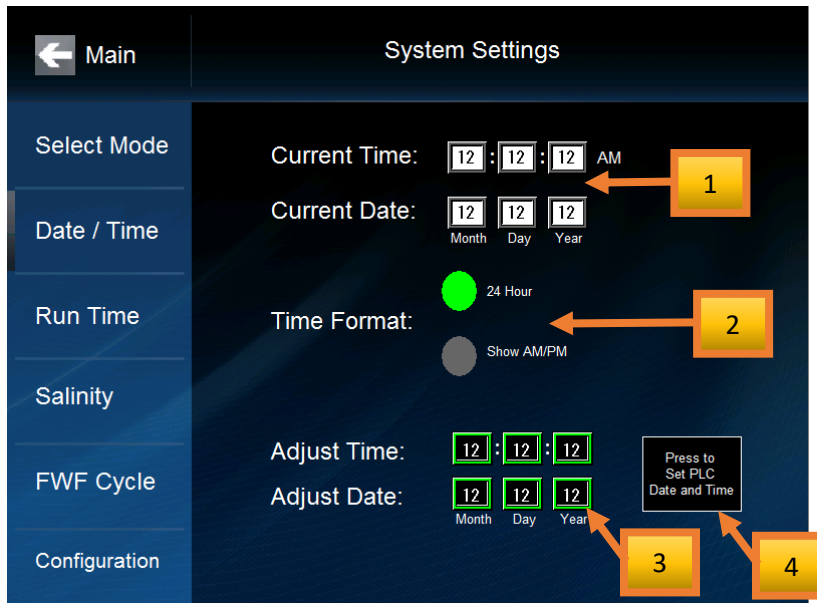 Main
System Settings
Select Mode
Date / Time
Run Time
Salinity
FWF Cycle
Configuration
Current Time: 12 : 12 : 12 AM
1
Current Date: 12 12 12
Month Day Year
24 Hour
Time Format:
2
Show AM/PM
Adjust Time: 12 : 12 : 12
Adjust Date: 12 12 12
Month Day Year
Press to
Set PLC
Date and Time
3
4